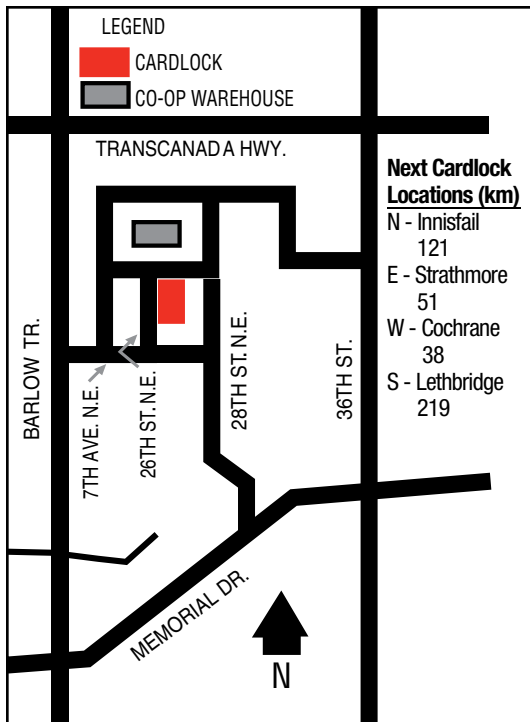 LEGEND
CARDLOCK
CO-OP WAREHOUSE
TRANSCANADA HWY.
Next Cardlock
Locations (km)
N - Innisfail
121
E - Strathmore
51
W - Cochrane
38
S - Lethbridge
219
BARLOW TR.
7TH AVE. N.E.
26TH ST. N.E.
28TH ST. N.E.
36TH ST.
MEMORIAL DR.
N